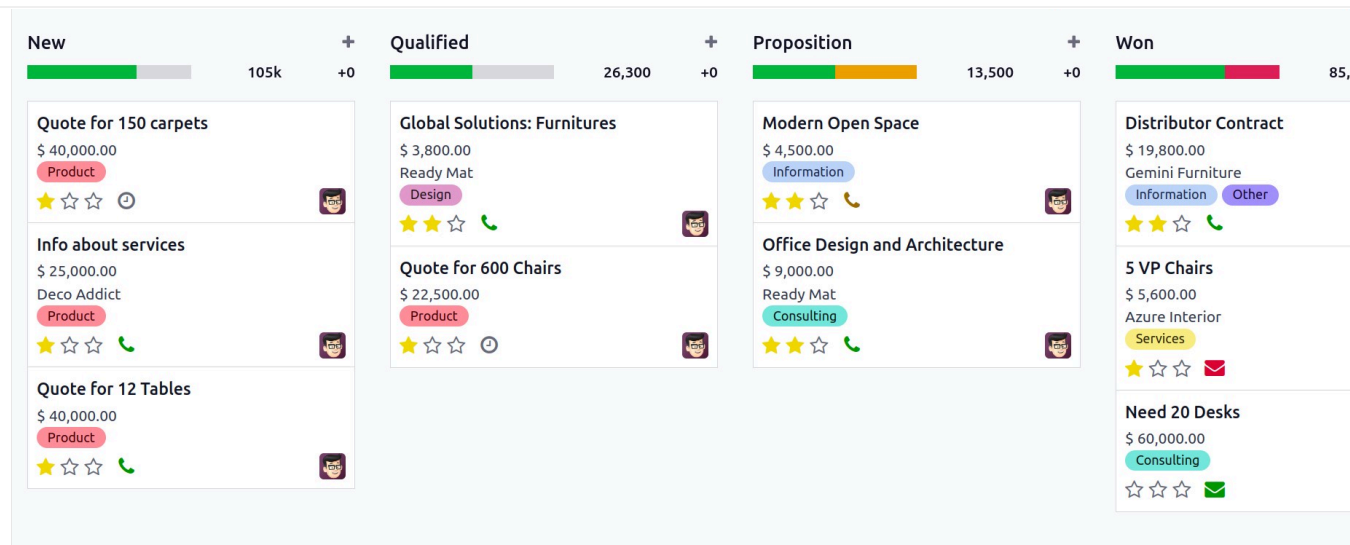 New +
105k +0
Quote for 150 carpets
$ 40,000.00
Product
Info about services
$ 25,000.00
Deco Addict
Product
Quote for 12 Tables
$ 40,000.00
Product
Qualified +
26,300 +0
Global Solutions: Furnitures
$ 3,800.00
Ready Mat
Design
Quote for 600 Chairs
$ 22,500.00
Product
Proposition +
13,500 +0
Modern Open Space
$ 4,500.00
Information
Office Design and Architecture
$ 9,000.00
Ready Mat
Consulting
Won
85,
Distributor Contract
$ 19,800.00
Gemini Furniture
Information Other
5 VP Chairs
$ 5,600.00
Azure Interior
Services
Need 20 Desks
$ 60,000.00
Consulting